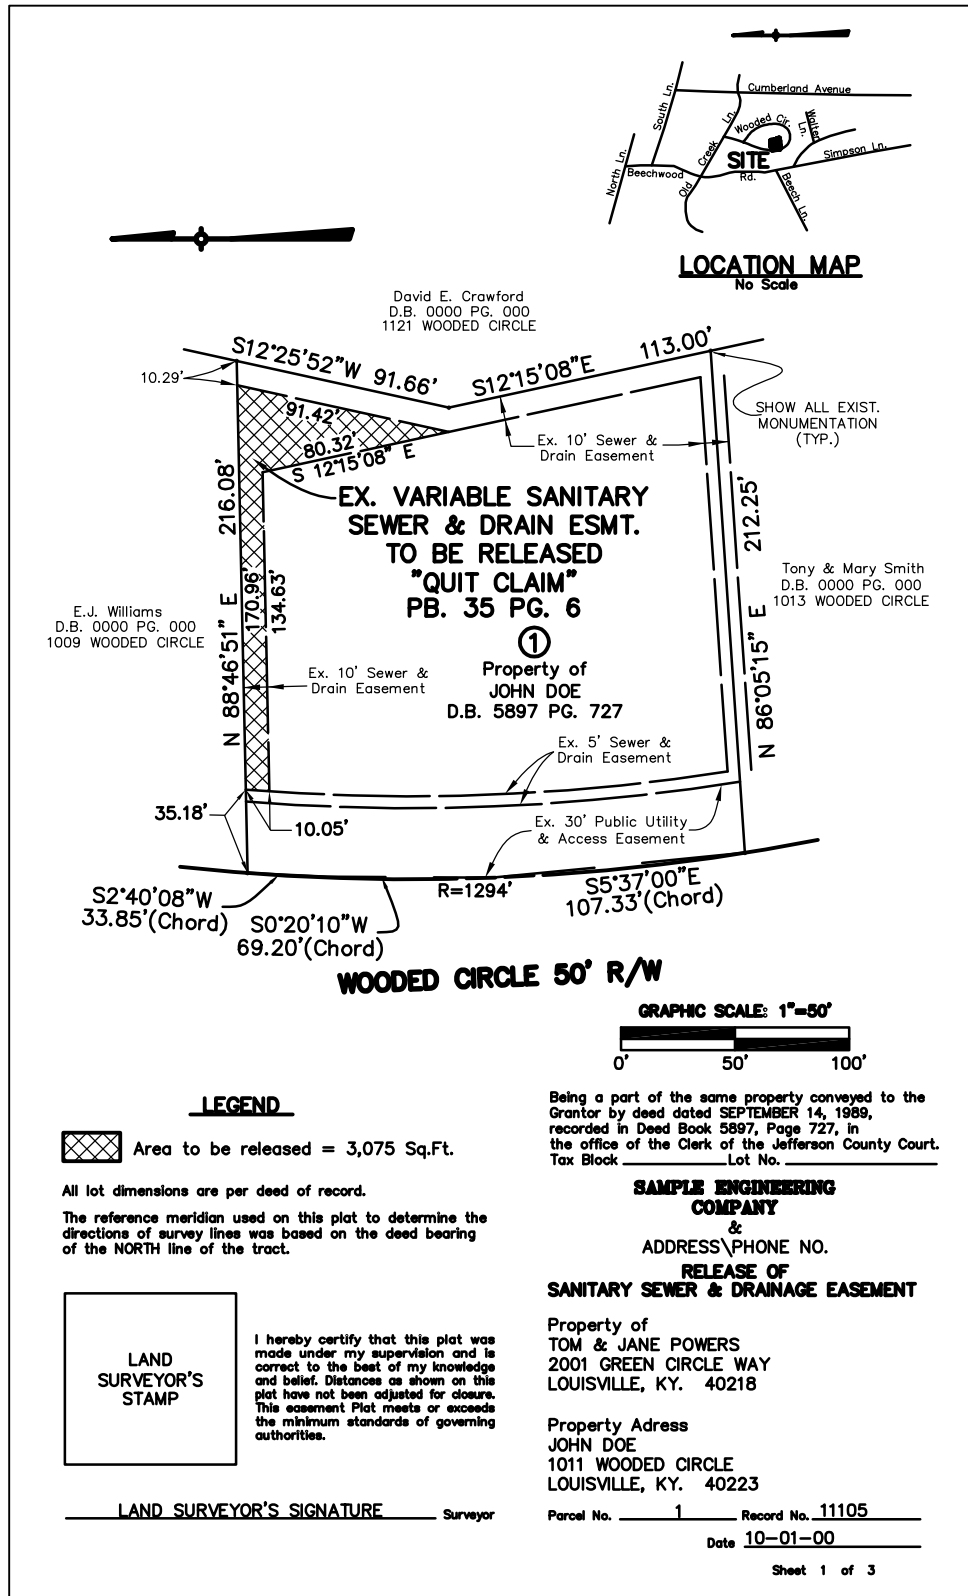 Cumberland Avenue
South Ln.
Wooded Cir.
Walter Ln.
Creek Ln.
Old
SITE
Simpson Ln.
North Ln.
Beechwood
Rd.
Beech Ln.
LOCATION MAP
No Scale
David E. Crawford
D.B. 0000 PG. 000
1121 WOODED CIRCLE
S12°25'52"W 91.66'
S12°15'08"E 113.00'
10.29'
91.42'
80.32'
S 12°15'08" E
Ex. 10' Sewer &
Drain Easement
SHOW ALL EXIST.
MONUMENTATION
(TYP.)
EX. VARIABLE SANITARY
SEWER & DRAIN ESMT.
TO BE RELEASED
"QUIT CLAIM"
PB. 35 PG. 6
1
Property of
JOHN DOE
D.B. 5897 PG. 727
N 88°46'51" E 216.08'
170.96'
134.63'
N 86°05'15" E 212.25'
E.J. Williams
D.B. 0000 PG. 000
1009 WOODED CIRCLE
Tony & Mary Smith
D.B. 0000 PG. 000
1013 WOODED CIRCLE
Ex. 10' Sewer &
Drain Easement
Ex. 5' Sewer &
Drain Easement
35.18'
10.05'
Ex. 30' Public Utility
& Access Easement
S2°40'08"W
33.85'(Chord)
S0°20'10"W
69.20'(Chord)
R=1294'
S5°37'00"E
107.33'(Chord)
WOODED CIRCLE 50' R/W
GRAPHIC SCALE: 1"=50'
0' 50' 100'
LEGEND
Area to be released = 3,075 Sq.Ft.
All lot dimensions are per deed of record.
The reference meridian used on this plat to determine the
directions of survey lines was based on the deed bearing
of the NORTH line of the tract.
LAND
SURVEYOR'S
STAMP
I hereby certify that this plat was
made under my supervision and is
correct to the best of my knowledge
and belief. Distances as shown on this
plat have not been adjusted for closure.
This easement Plat meets or exceeds
the minimum standards of governing
authorities.
LAND SURVEYOR'S SIGNATURE Surveyor
Being a part of the same property conveyed to the
Grantor by deed dated SEPTEMBER 14, 1989,
recorded in Deed Book 5897, Page 727, in
the office of the Clerk of the Jefferson County Court.
Tax Block Lot No.
SAMPLE ENGINEERING
COMPANY
&
ADDRESS\PHONE NO.
RELEASE OF
SANITARY SEWER & DRAINAGE EASEMENT
Property of
TOM & JANE POWERS
2001 GREEN CIRCLE WAY
LOUISVILLE, KY. 40218
Property Adress
JOHN DOE
1011 WOODED CIRCLE
LOUISVILLE, KY. 40223
Parcel No. 1 Record No. 11105
Date 10-01-00
Sheet 1 of 3